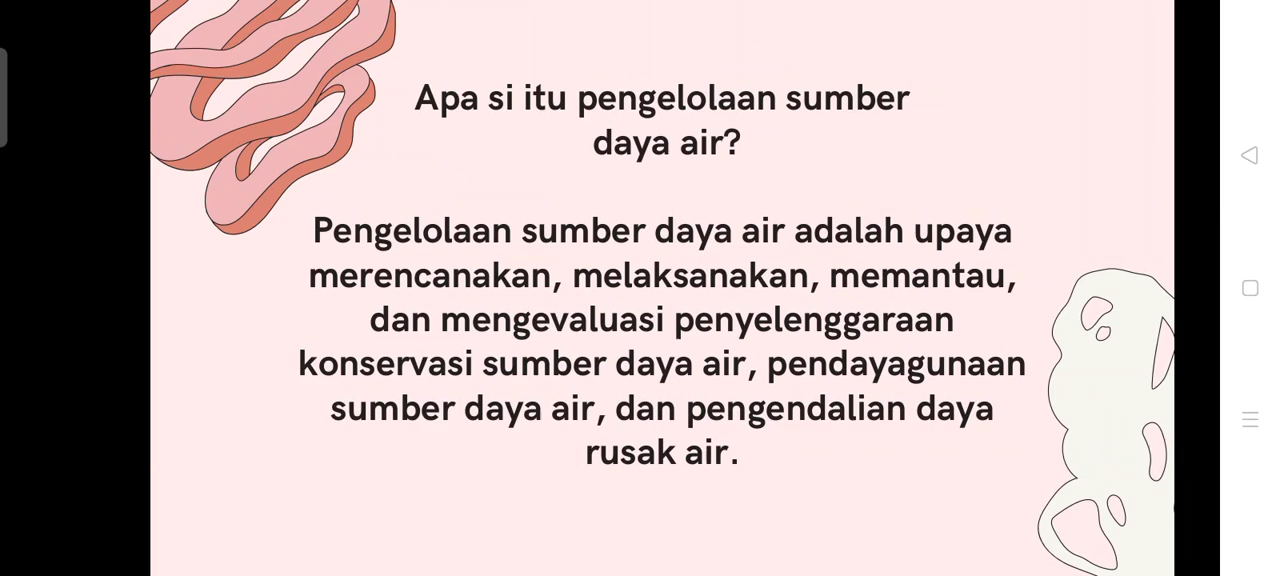 Apa si itu pengelolaan sumber
daya air?
Pengelolaan sumber daya air adalah upaya
merencanakan, melaksanakan, memantau,
dan mengevaluasi penyelenggaraan
konservasi sumber daya air, pendayagunaan
sumber daya air, dan pengendalian daya
rusak air.